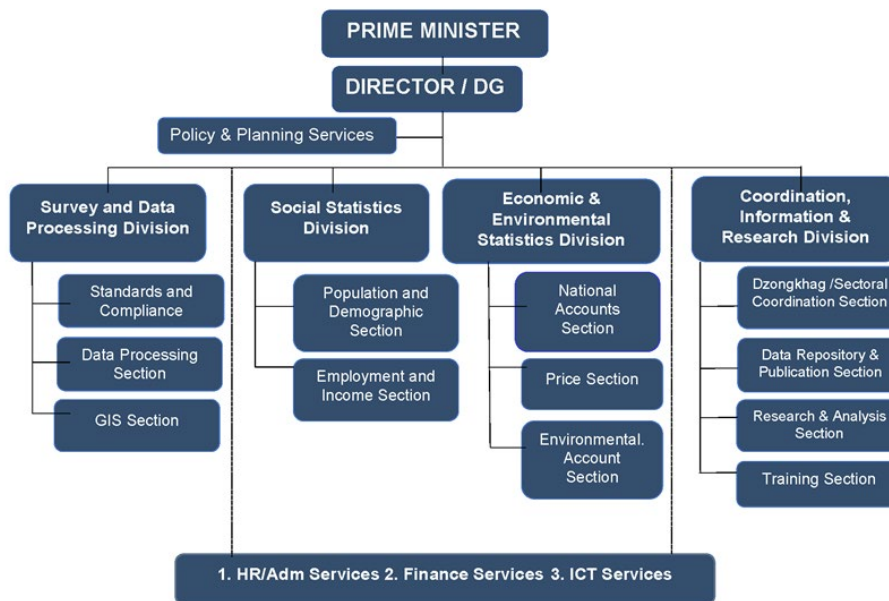 PRIME MINISTER
DIRECTOR / DG
Policy & Planning Services
Survey and Data
Processing Division
Standards and
Compliance
Data Processing
Section
GIS Section
Social Statistics
Division
Population and
Demographic
Section
Employment and
Income Section
Economic &
Environmental
Statistics Division
National
Accounts
Section
Price Section
Environmental.
Account
Section
Coordination,
Information &
Research Division
Dzongkhag /Sectoral
Coordination Section
Data Repository &
Publication Section
Research & Analysis
Section
Training Section
1. HR/Adm Services 2. Finance Services 3. ICT Services